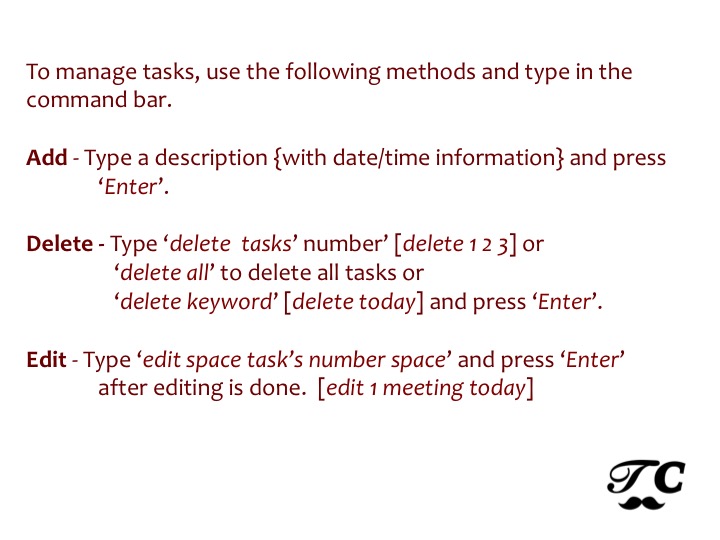 To manage tasks, use the following methods and type in the
command bar.
Add - Type a description {with date/time information} and press
‘Enter’.
Delete - Type ‘delete  tasks’ number’ [delete 1 2 3] or
‘delete all’ to delete all tasks or
‘delete keyword’ [delete today] and press ‘Enter’.
Edit - Type ‘edit space task’s number space’ and press ‘Enter’
after editing is done.  [edit 1 meeting today]
TC